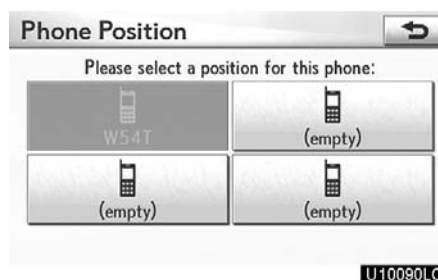 Phone Position
Please select a position for this phone:
W54T
(empty)
(empty)
(empty)
U10090LC